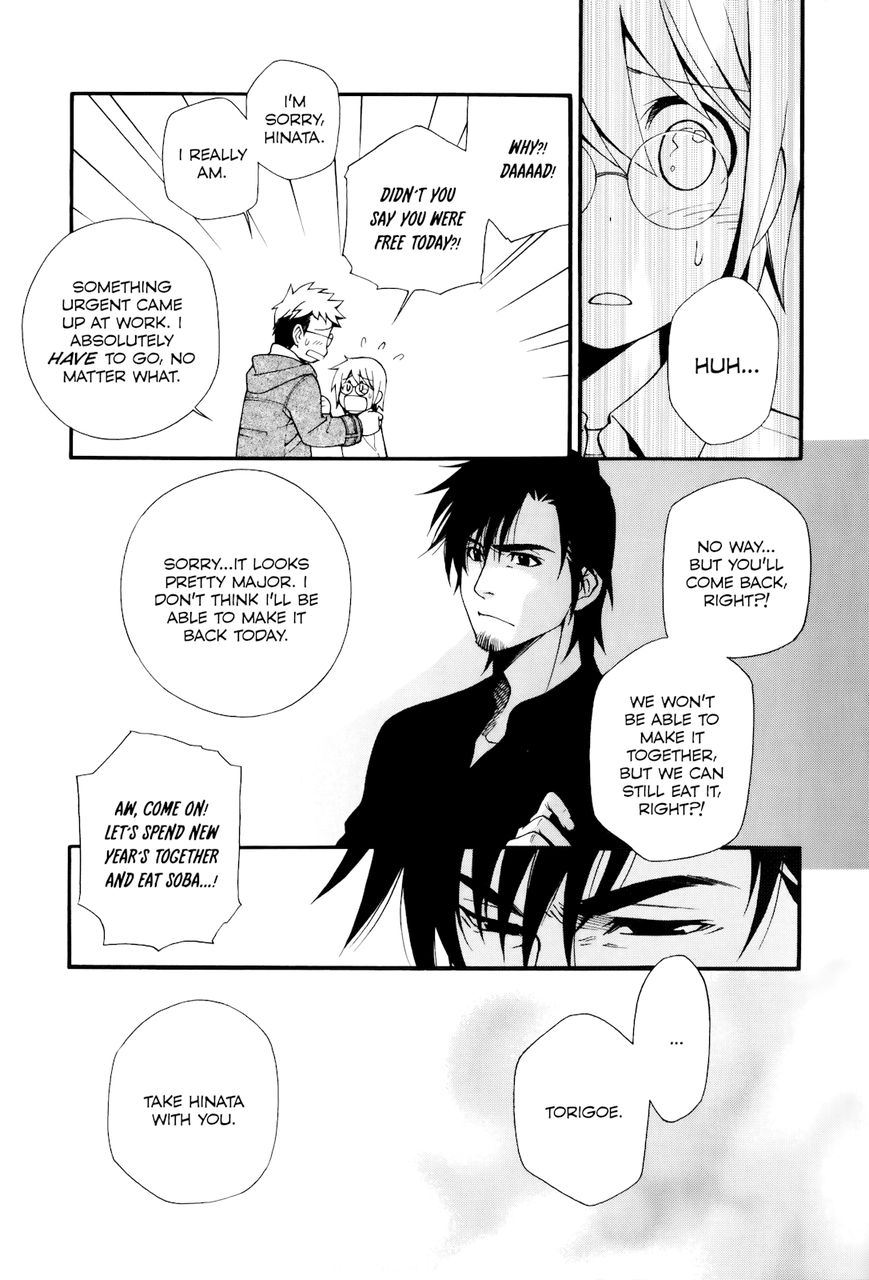 HUH...
WHY?!
DAAAAD!
DIDN'T YOU
SAY YOU WERE
FREE TODAY?!
I'M
SORRY,
HINATA.
I REALLY
AM.
SOMETHING
URGENT CAME
UP AT WORK. I
ABSOLUTELY
HAVE TO GO, NO
MATTER WHAT.
NO WAY...
BUT YOU'LL
COME BACK,
RIGHT?!
WE WON'T
BE ABLE TO
MAKE IT
TOGETHER,
BUT WE CAN
STILL EAT IT,
RIGHT?!
SORRY...IT LOOKS
PRETTY MAJOR. I
DON'T THINK I'LL BE
ABLE TO MAKE IT
BACK TODAY.
AW, COME ON!
LET'S SPEND NEW
YEAR'S TOGETHER
AND EAT SOBA...!
...
TORIGOE.
TAKE HINATA
WITH YOU.